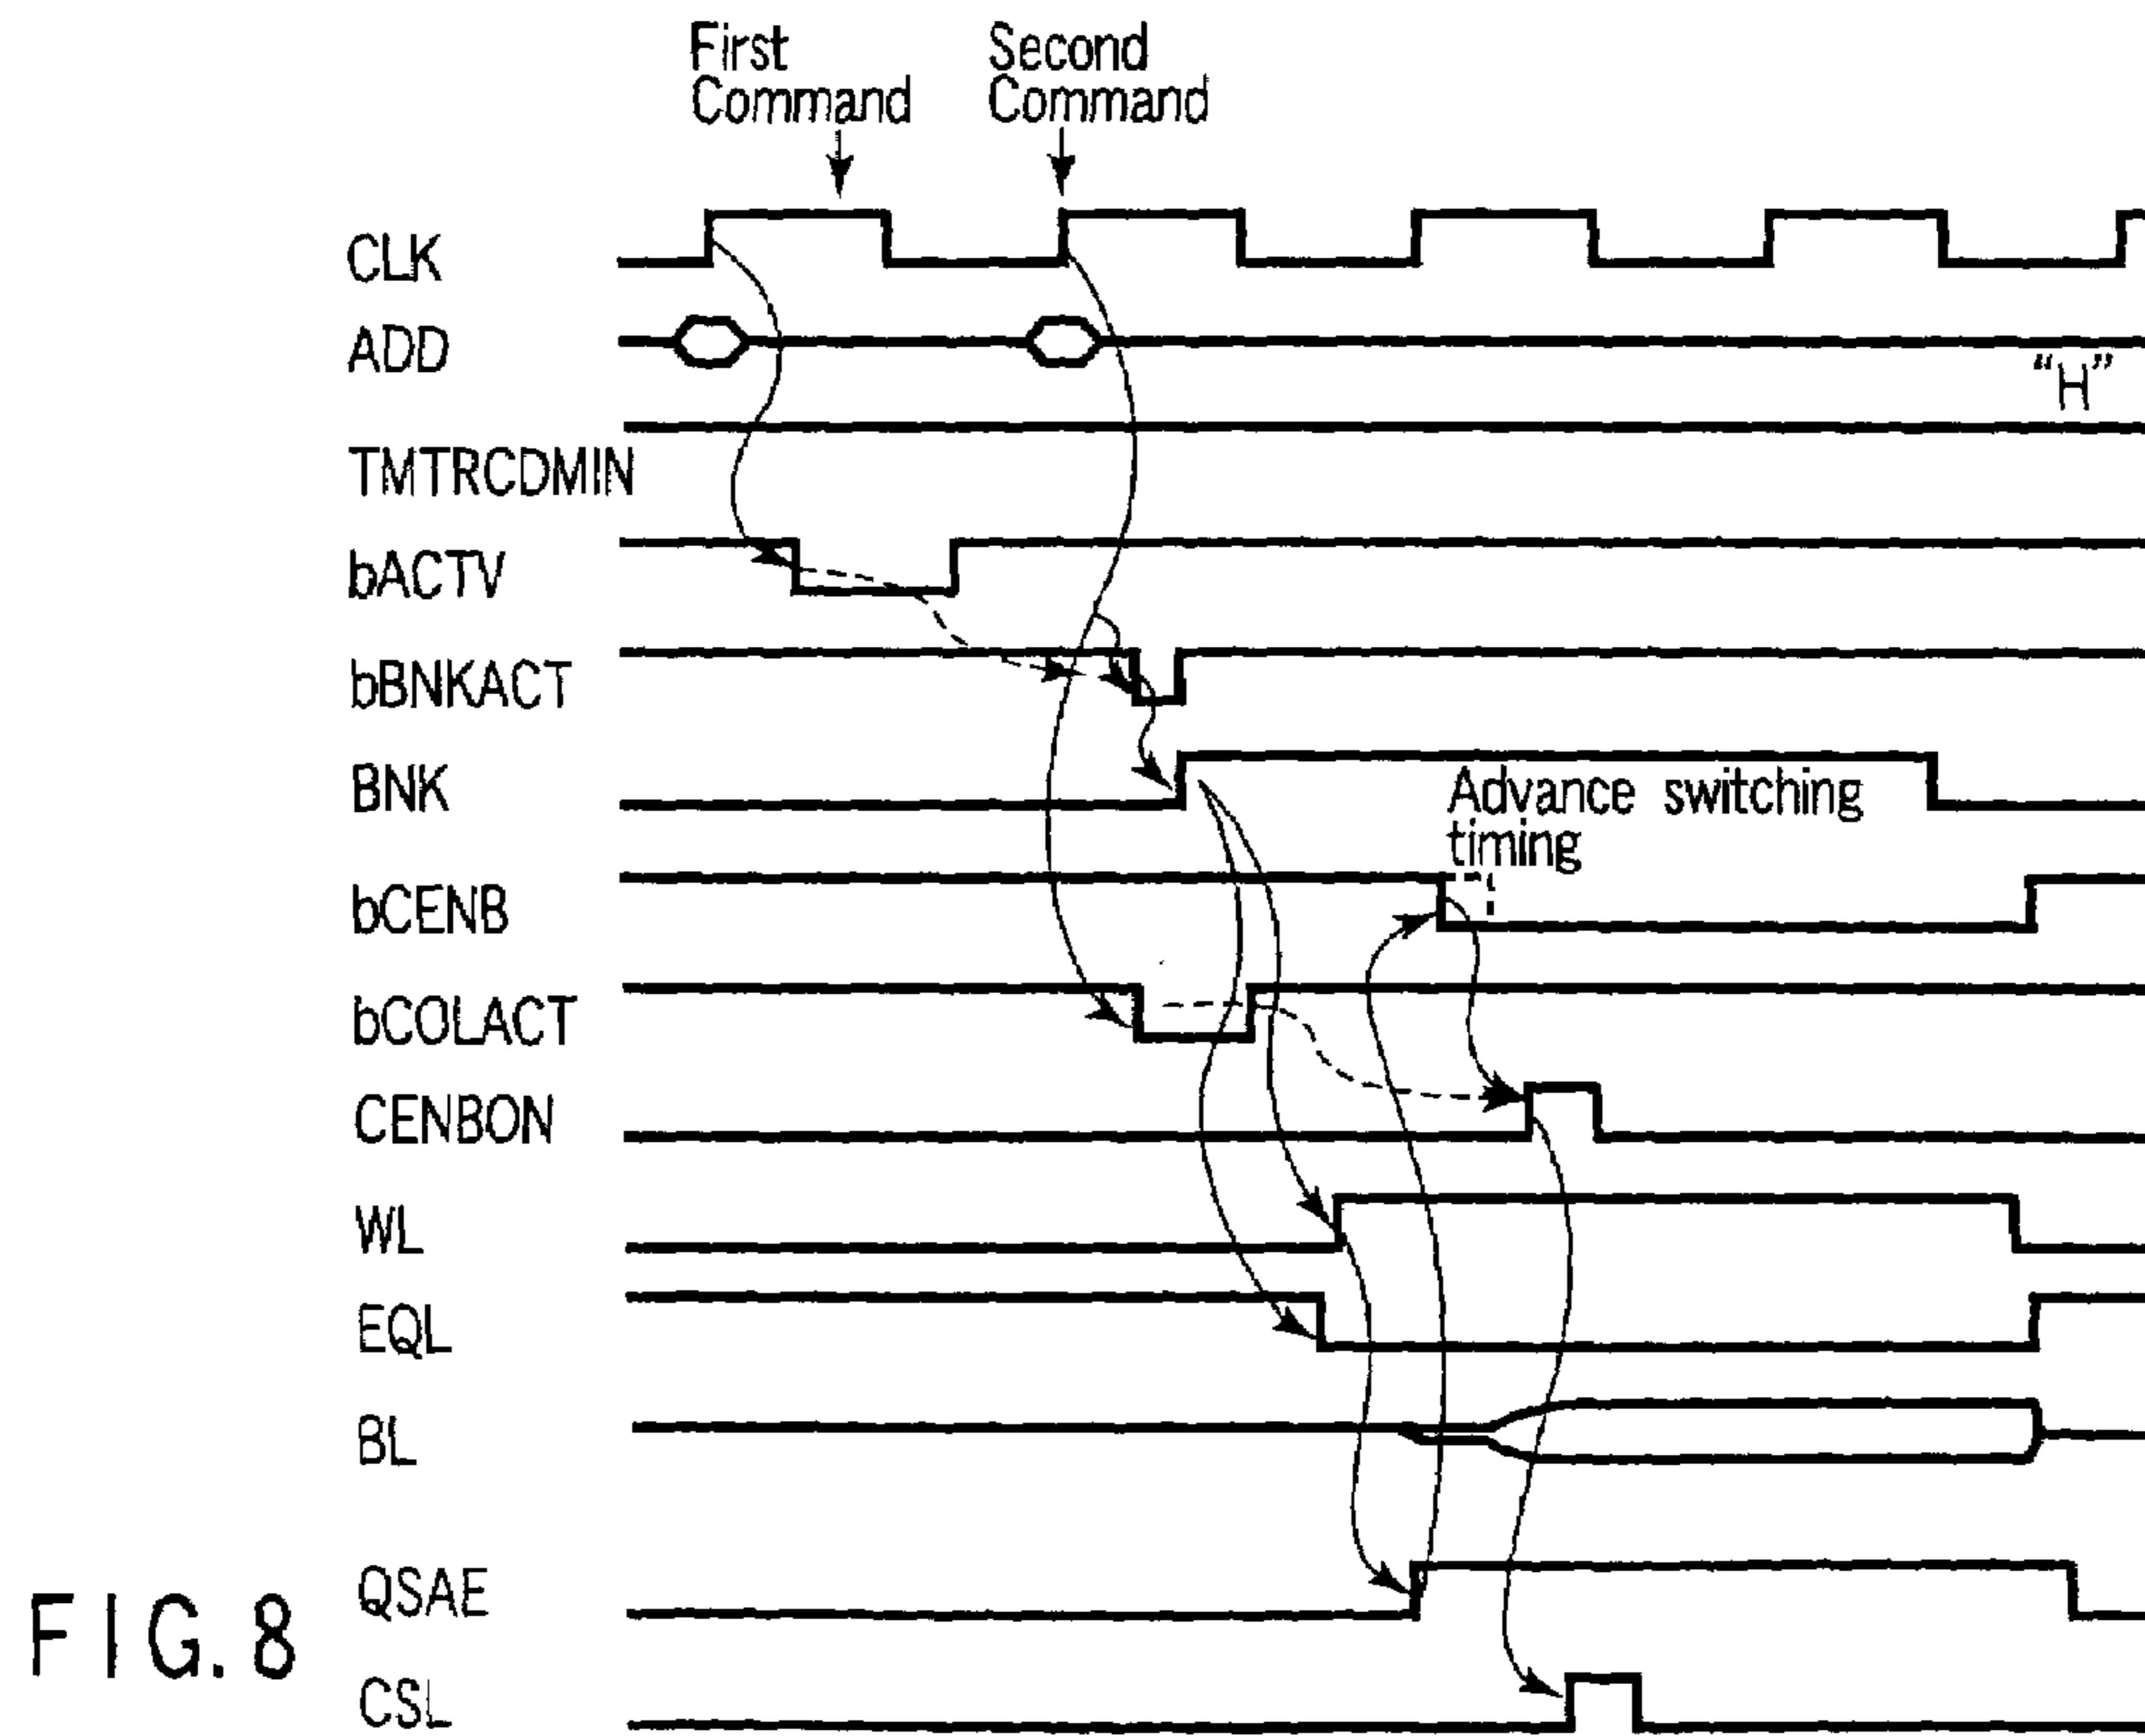 First
Command
Second
Command
CLK
ADD
"H"
TMTRCDMIN
bACTV
bBNKACT
BNK
Advance switching
timing
bCENB
bCOLACT
CENBON
WL
EQL
BL
QSAE
CSL
FIG. 8